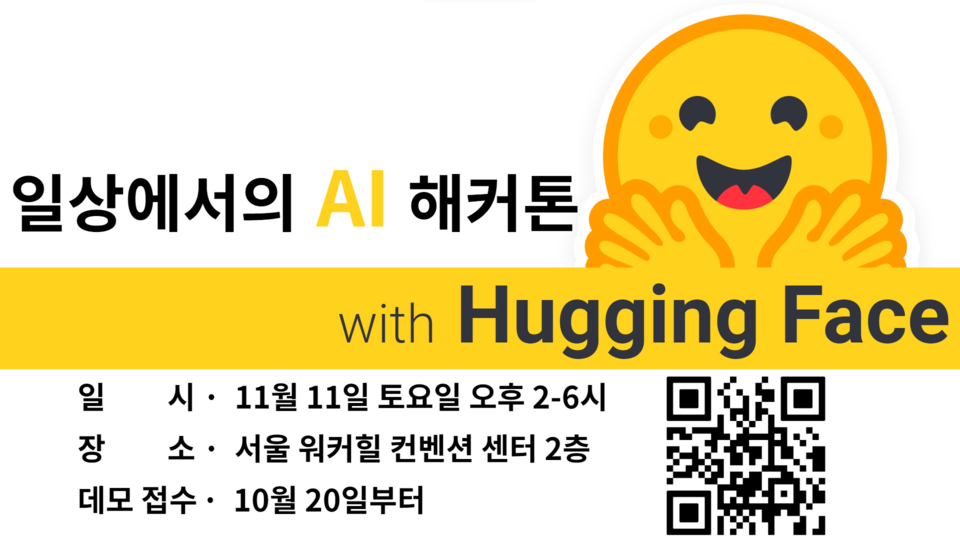 일상에서의 AI 해커톤
with Hugging Face
일 시 · 11월 11일 토요일 오후 2-6시
장 소 · 서울 워커힐 컨벤션 센터 2층
데모 접수 · 10월 20일부터